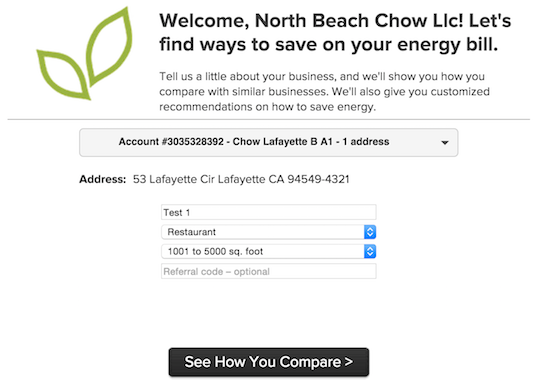 Welcome, North Beach Chow Llc! Let's
find ways to save on your energy bill.
Tell us a little about your business, and we'll show you how you
compare with similar businesses. We'll also give you customized
recommendations on how to save energy.
Account #3035328392 - Chow Lafayette B A1 - 1 address
Address: 53 Lafayette Cir Lafayette CA 94549-4321
Test 1
Restaurant
1001 to 5000 sq. foot
Referral code – optional
See How You Compare >